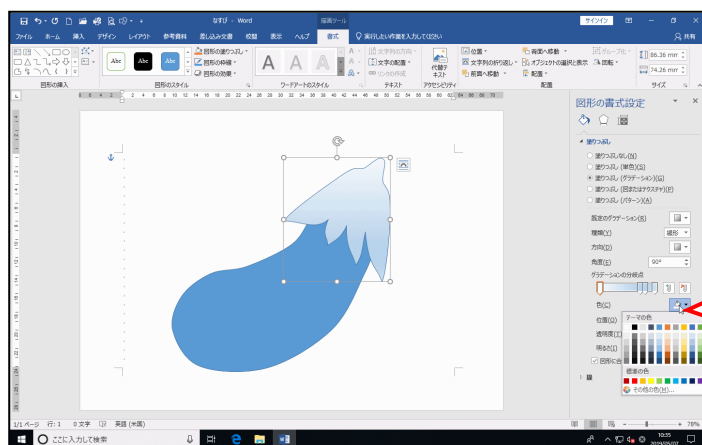 なすび - Word
描画ツール
サインイン
ファイル ホーム 挿入 デザイン レイアウト 参考資料 差し込み文書 校閲 表示 ヘルプ 書式 実行したい作業を入力してください 共有
Abc Abc Abc
図形の塗りつぶし
図形の枠線
図形の効果
A A A
文字列の方向
文字の配置
リンクの作成
代替テキスト
位置
文字列の折り返し
前面へ移動
背面へ移動
オブジェクトの選択と表示
配置
グループ化
回転
86.36 mm
74.26 mm
図形の挿入 図形のスタイル ワードアートのスタイル テキスト アクセシビリティ 配置 サイズ
図形の書式設定
塗りつぶし
塗りつぶしなし(N)
塗りつぶし (単色)(S)
塗りつぶし (グラデーション)(G)
塗りつぶし (図またはテクスチャ)(P)
塗りつぶし (パターン)(A)
既定のグラデーション(R)
種類(Y) 線形
方向(D)
角度(E) 90°
グラデーションの分岐点
色(C)
位置(O)
透明度(T)
明るさ(I)
図形に合
テーマの色
標準の色
その他の色(M)...
1/1 ページ 行: 1 0 文字 英語 (米国)
78%
ここに入力して検索
10:35
2019/05/07